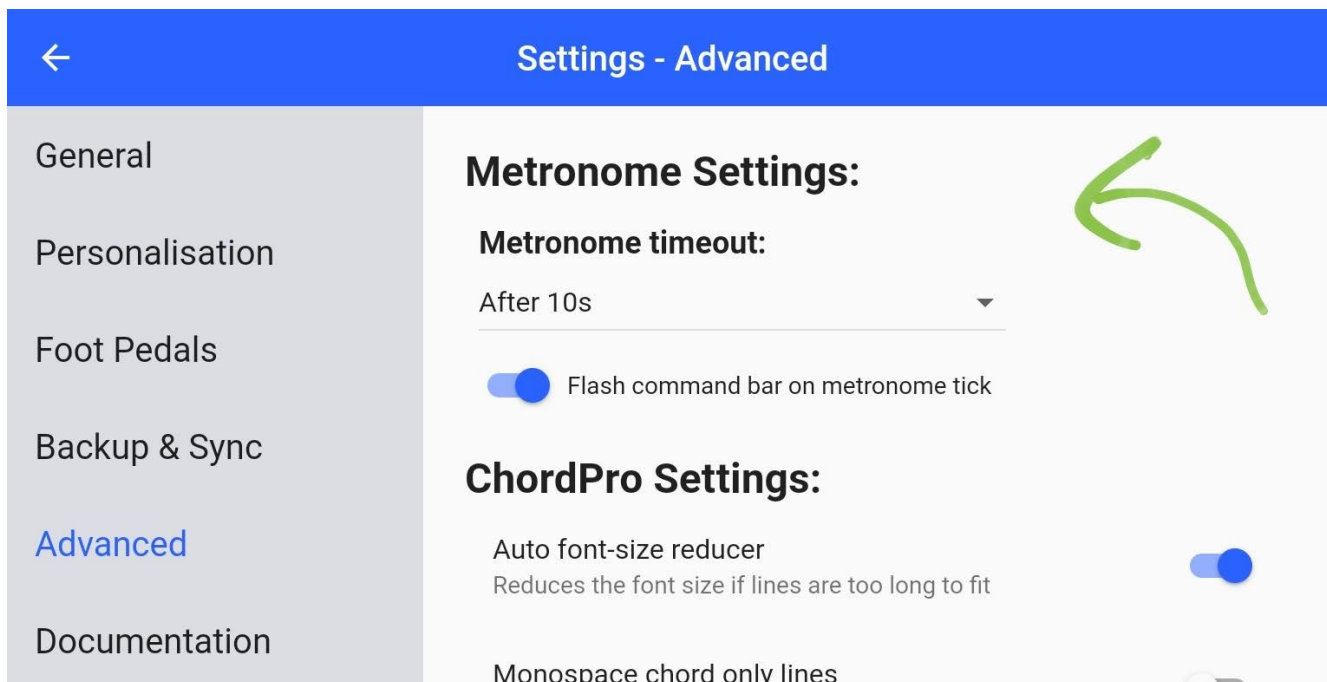 Settings - Advanced
General
Personalisation
Foot Pedals
Backup & Sync
Advanced
Documentation
Metronome Settings:
Metronome timeout:
After 10s
Flash command bar on metronome tick
ChordPro Settings:
Auto font-size reducer
Reduces the font size if lines are too long to fit
Monospace chord only lines